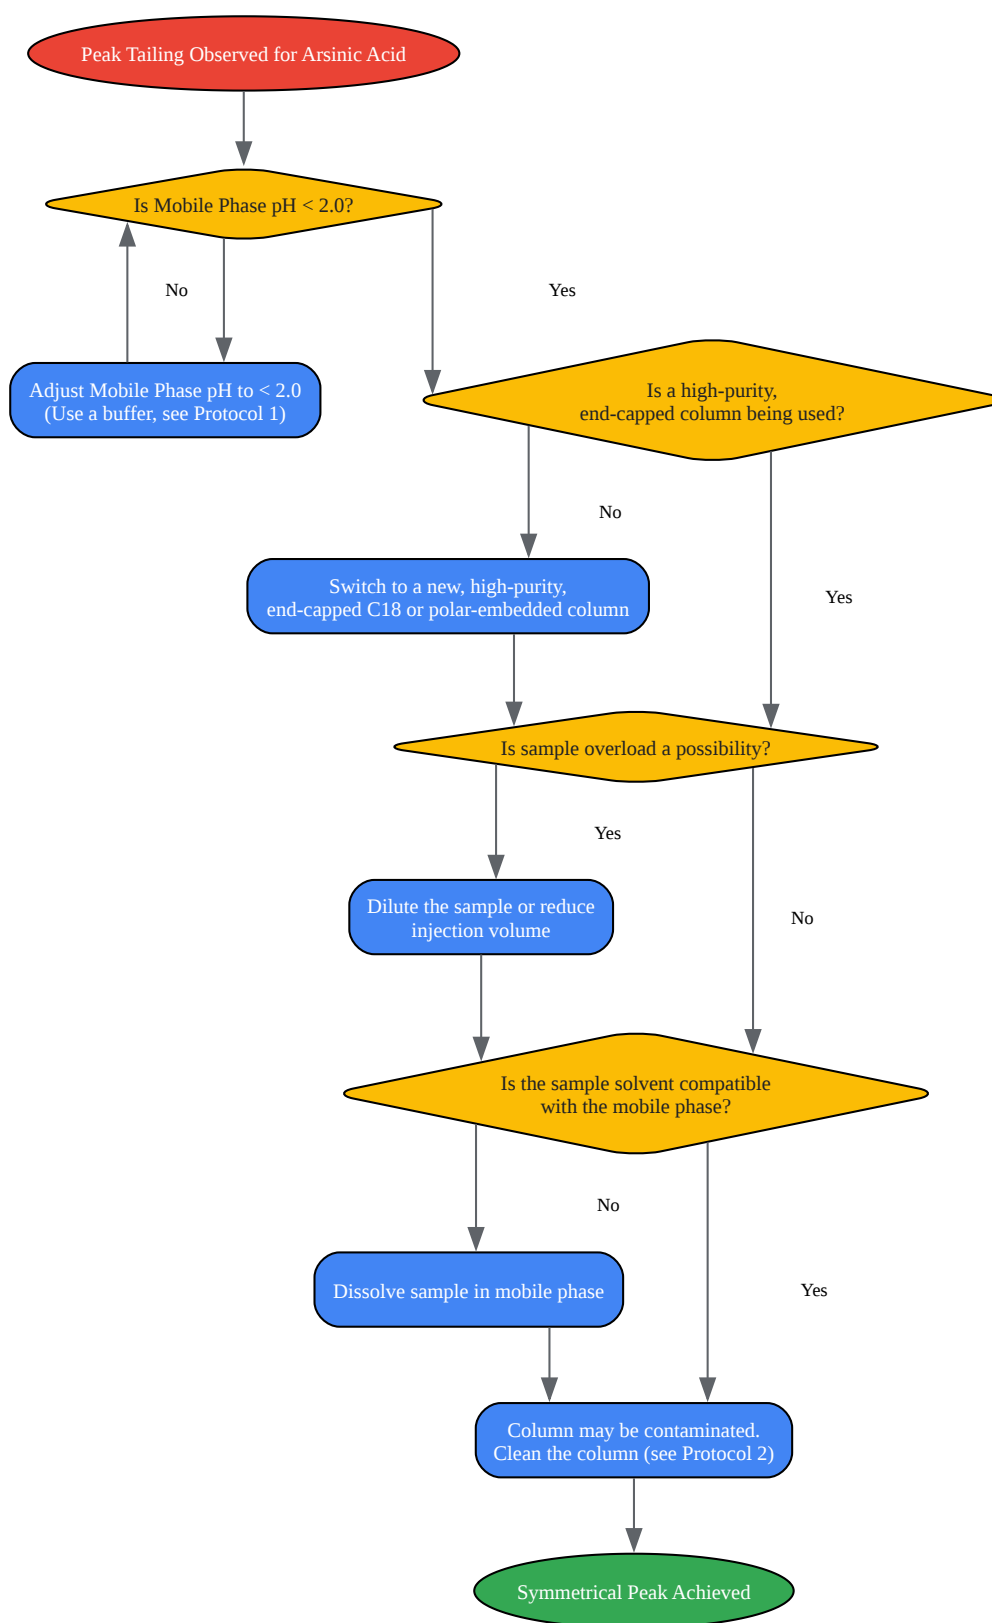 Peak Tailing Observed for Arsinic Acid
Is Mobile Phase pH < 2.0?
No
Yes
Adjust Mobile Phase pH to < 2.0
(Use a buffer, see Protocol 1)
Is a high-purity,
end-capped column being used?
No
Switch to a new, high-purity,
end-capped C18 or polar-embedded column
Yes
Is sample overload a possibility?
Yes
Dilute the sample or reduce
injection volume
No
Is the sample solvent compatible
with the mobile phase?
No
Dissolve sample in mobile phase
Yes
Column may be contaminated.
Clean the column (see Protocol 2)
Symmetrical Peak Achieved